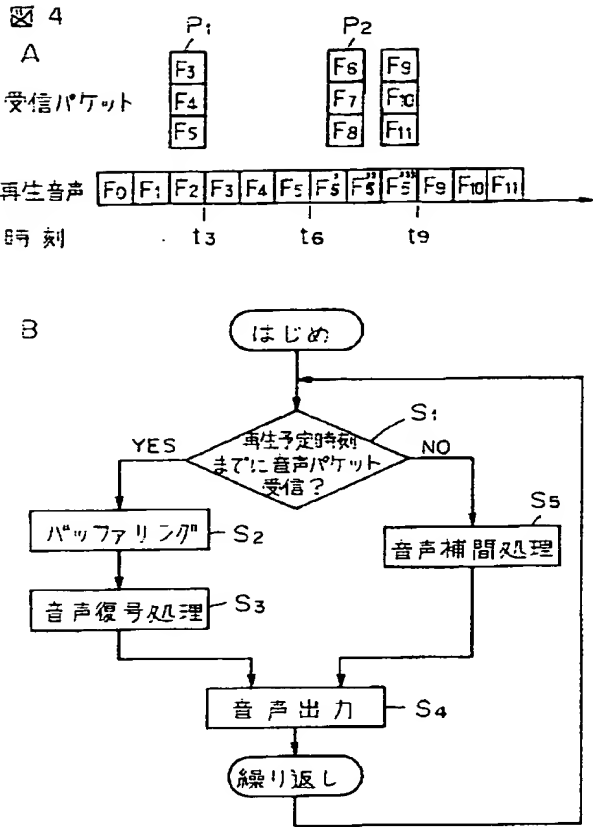 図 4
A
P1 P2
受信パケット
F3 F6 F9
F4 F7 F10
F5 F8 F11
再生音声 F0 F1 F2 F3 F4 F5 F5' F5'' F5''' F9 F10 F11
時刻 t3 t6 t9
B
はじめ
S1
再生予定時刻
までに音声パケット
受信?
YES
NO
バッファリング S2
S5
音声補間処理
音声復号処理 S3
音声出力 S4
繰り返し